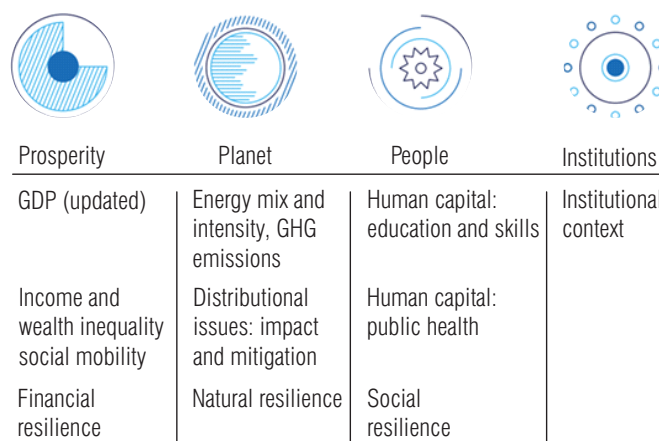 Prosperity
Planet
People
Institutions
GDP (updated)
Energy mix and
intensity, GHG
emissions
Human capital:
education and skills
Institutional
context
Income and
wealth inequality
social mobility
Distributional
issues: impact
and mitigation
Human capital:
public health
Financial
resilience
Natural resilience
Social
resilience